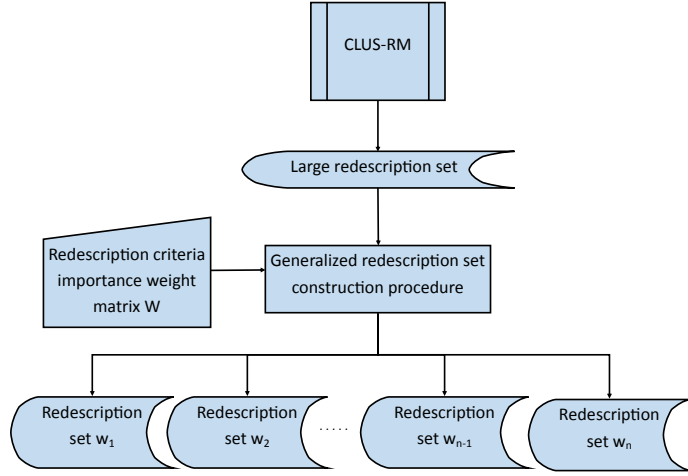 CLUS-RM
Large redescription set
Redescription criteria
importance weight
matrix W
Generalized redescription set
construction procedure
Redescription
set w₁
Redescription
set w₂
.....
Redescription
set wₙ₋₁
Redescription
set wₙ